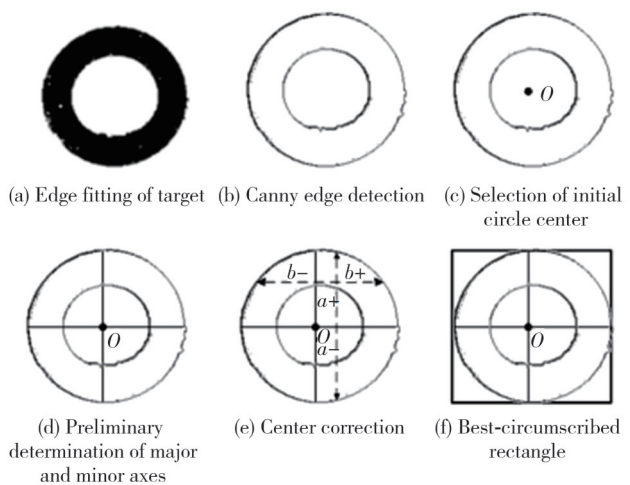 O
(a) Edge fitting of target (b) Canny edge detection (c) Selection of initial
circle center
b− b+
a+
O O O
a−
(d) Preliminary (e) Center correction (f) Best-circumscribed
determination of major rectangle
and minor axes